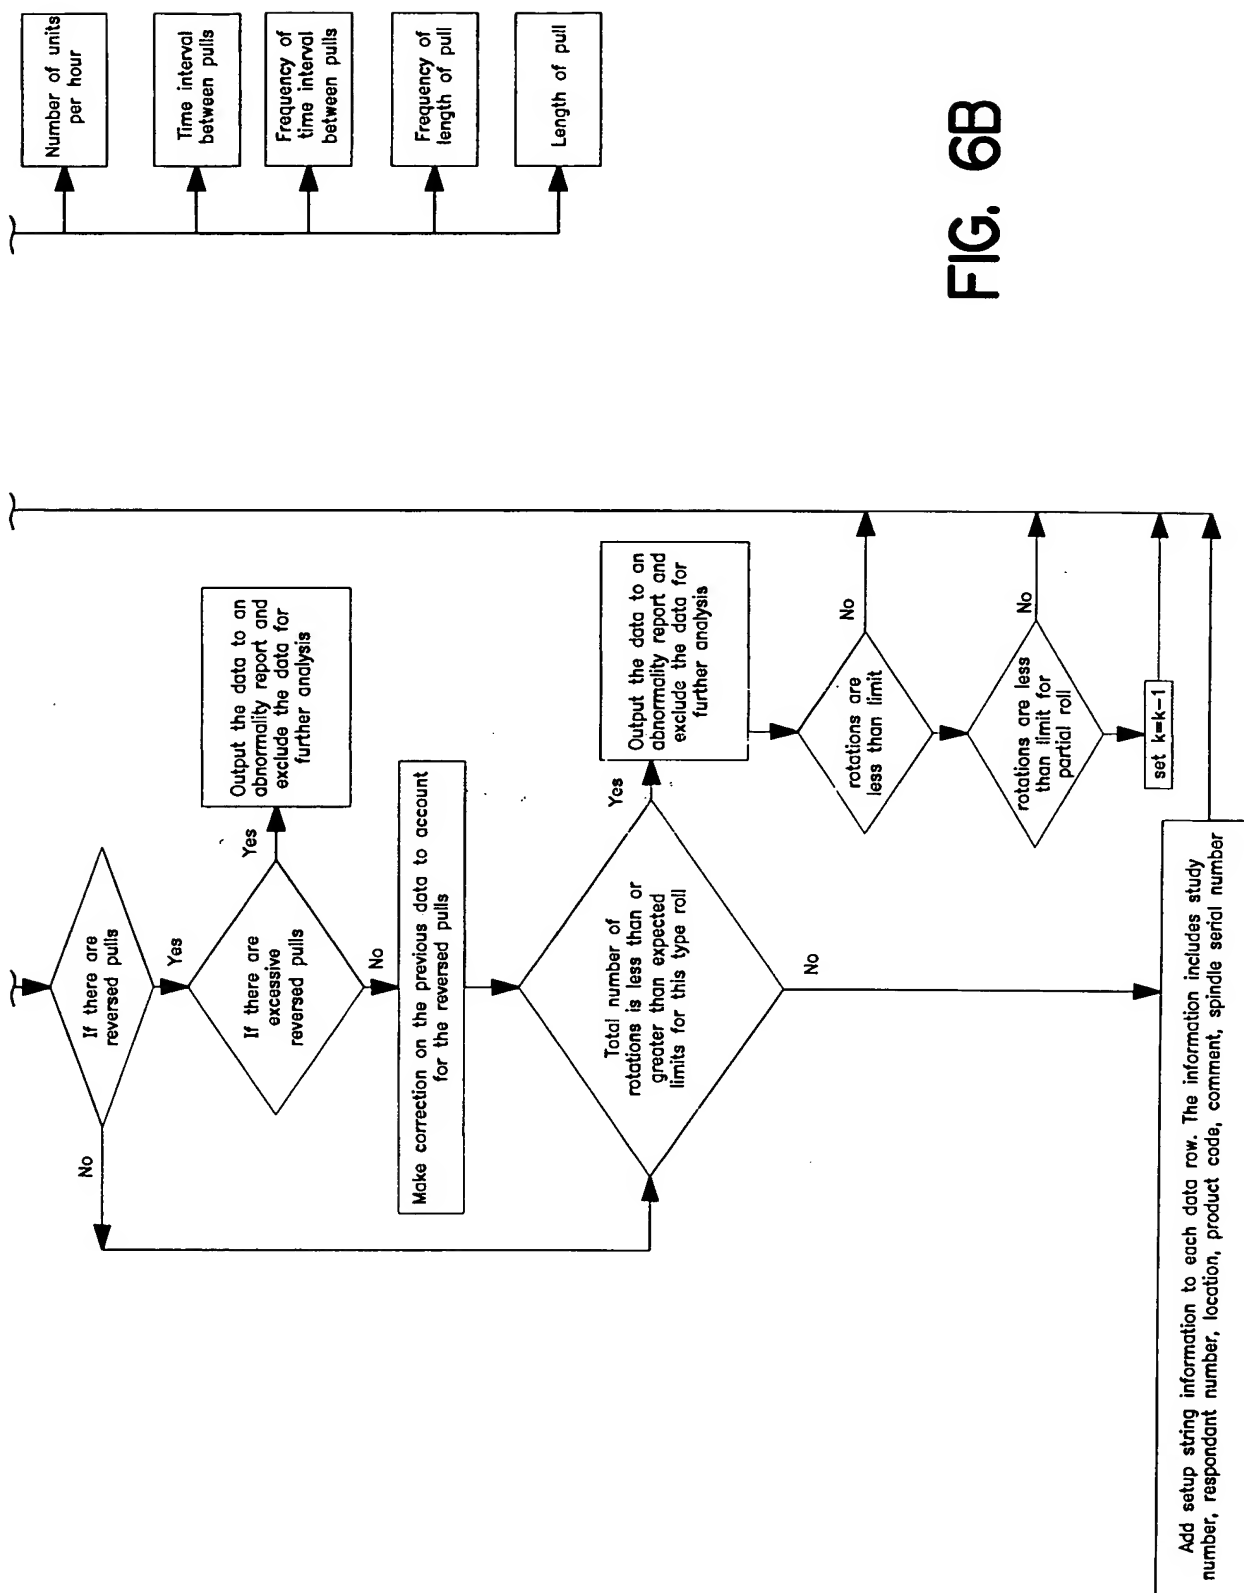 If there are
reversed pulls
No
Yes
If there are
excessive
reversed pulls
Yes
Output the data to an
abnormality report and
exclude the data for
further analysis
No
Make correction on the previous data to account
for the reversed pulls
Total number of
rotations is less than or
greater than expected
limits for this type roll
Yes
Output the data to an
abnormality report and
exclude the data for
further analysis
No
rotations are
less than limit
No
rotations are less
than limit for
partial roll
No
set k=k-1
Add setup string information to each data row. The information includes study
number, respondant number, location, product code, comment, spindle serial number
Number of units
per hour
Time interval
between pulls
Frequency of
time interval
between pulls
Frequency of
length of pull
Length of pull
FIG. 6B